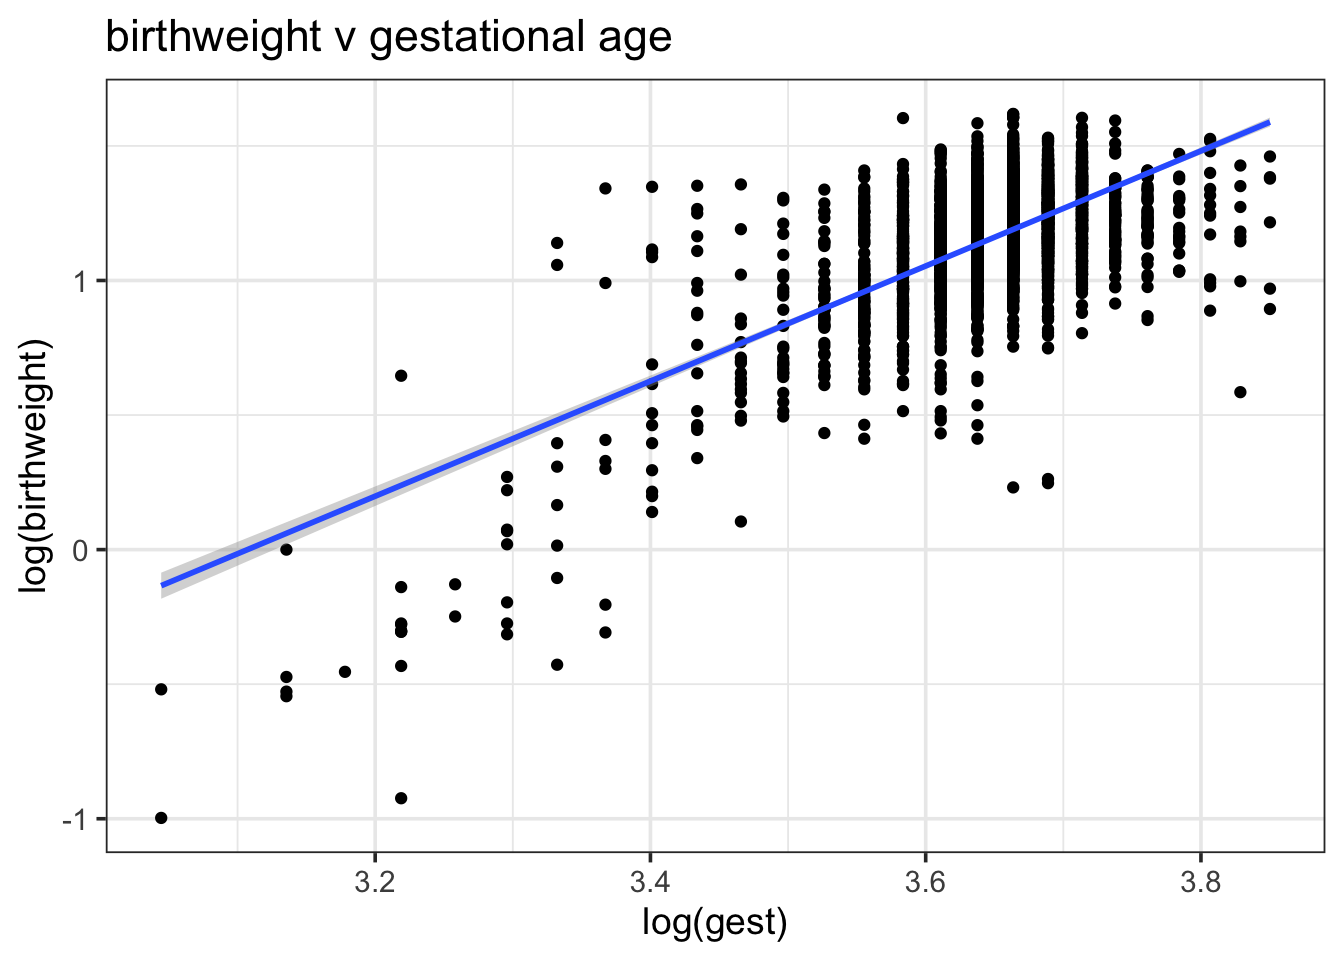 birthweight v gestational age
log(birthweight)
1
0
-1
3.2 3.4 3.6 3.8
log(gest)